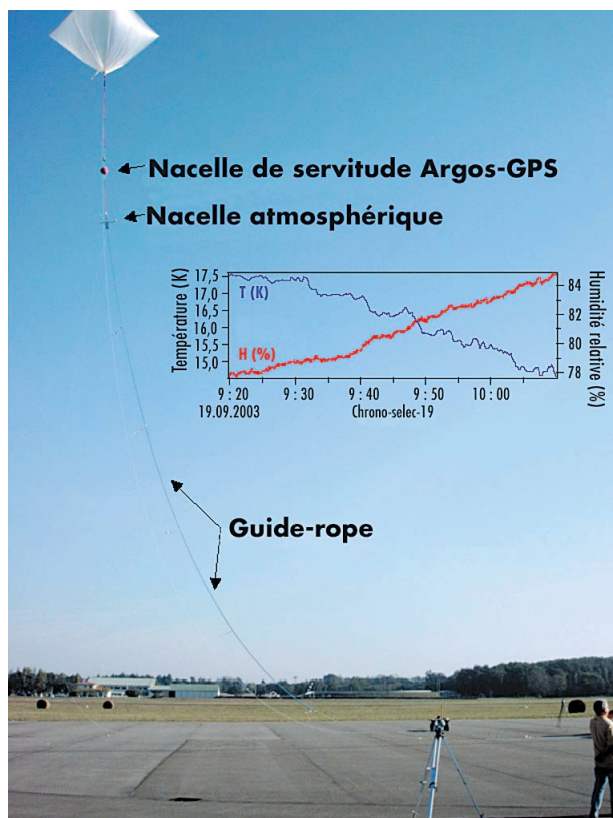 Nacelle de servitude Argos-GPS
Nacelle atmosphérique
Température (K)
17,5
17,0
16,5
16,0
15,5
15,0
T (K)
H (%)
84
82
80
78
Humidité relative (%)
9 : 20
9 : 30
9 : 40
9 : 50
10 : 00
19.09.2003
Chrono-selec-19
Guide-rope